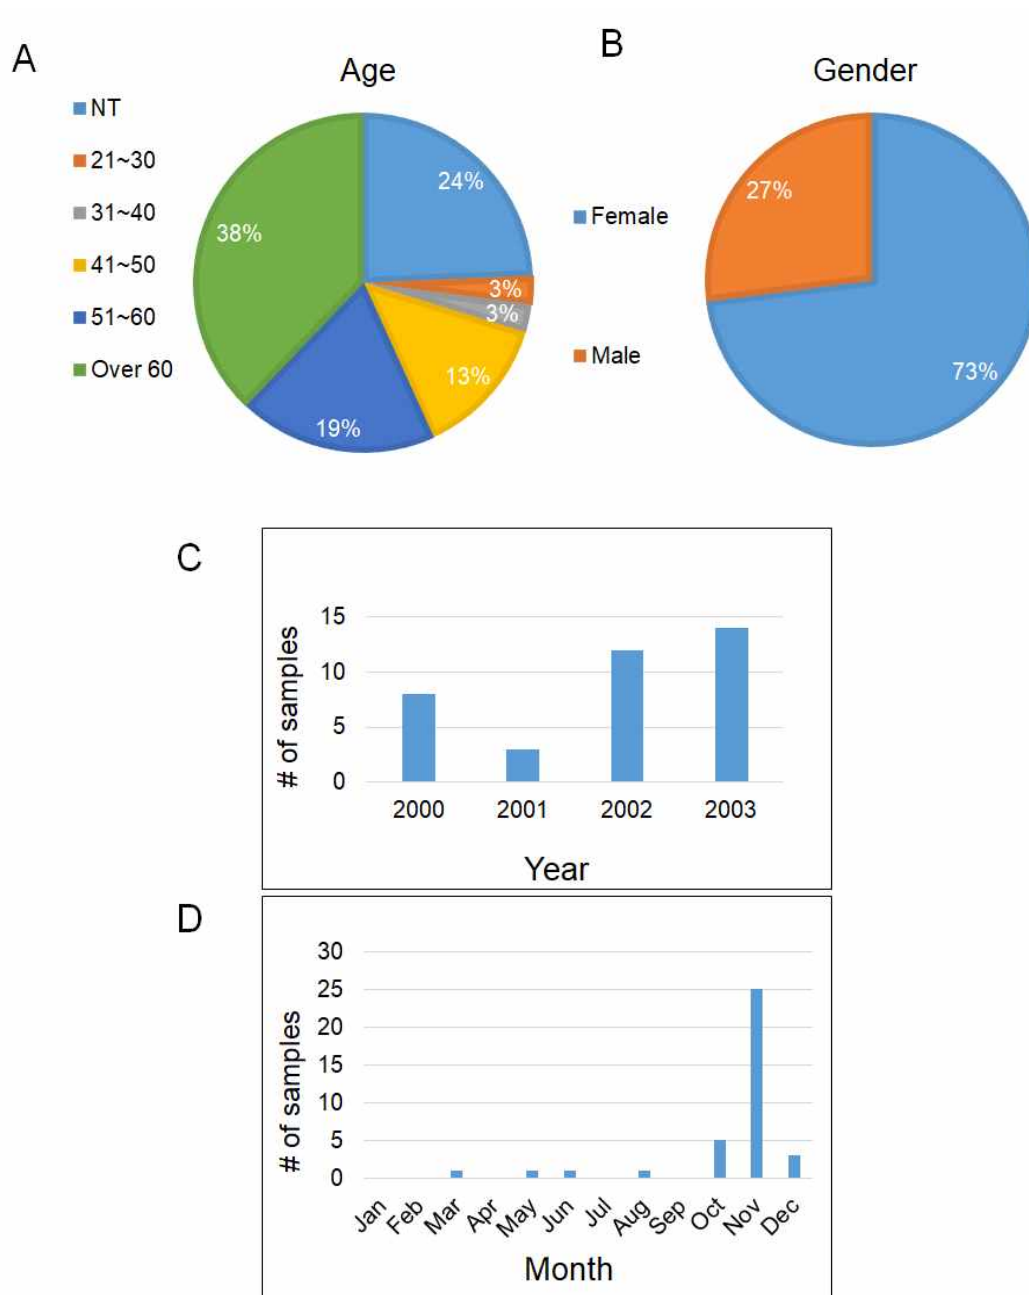 A
Age
NT
21~30
31~40
41~50
51~60
Over 60
24%
3%
3%
13%
19%
38%
B
Gender
Female
Male
27%
73%
C
# of samples
15
10
5
0
2000 2001 2002 2003
Year
D
# of samples
30
25
20
15
10
5
0
Jan Feb Mar Apr May Jun Jul Aug Sep Oct Nov Dec
Month